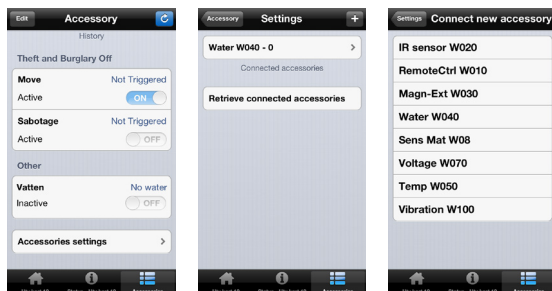 Edit Accessory
History
Theft and Burglary Off
Move Not Triggered
Active ON
Sabotage Not Triggered
Active OFF
Other
Vatten No water
Inactive OFF
Accessories settings
Accessory Settings +
Water W040 - 0
Connected accessories
Retrieve connected accessories
Settings Connect new accessory
IR sensor W020
RemoteCtrl W010
Magn-Ext W030
Water W040
Sens Mat W08
Voltage W070
Temp W050
Vibration W100